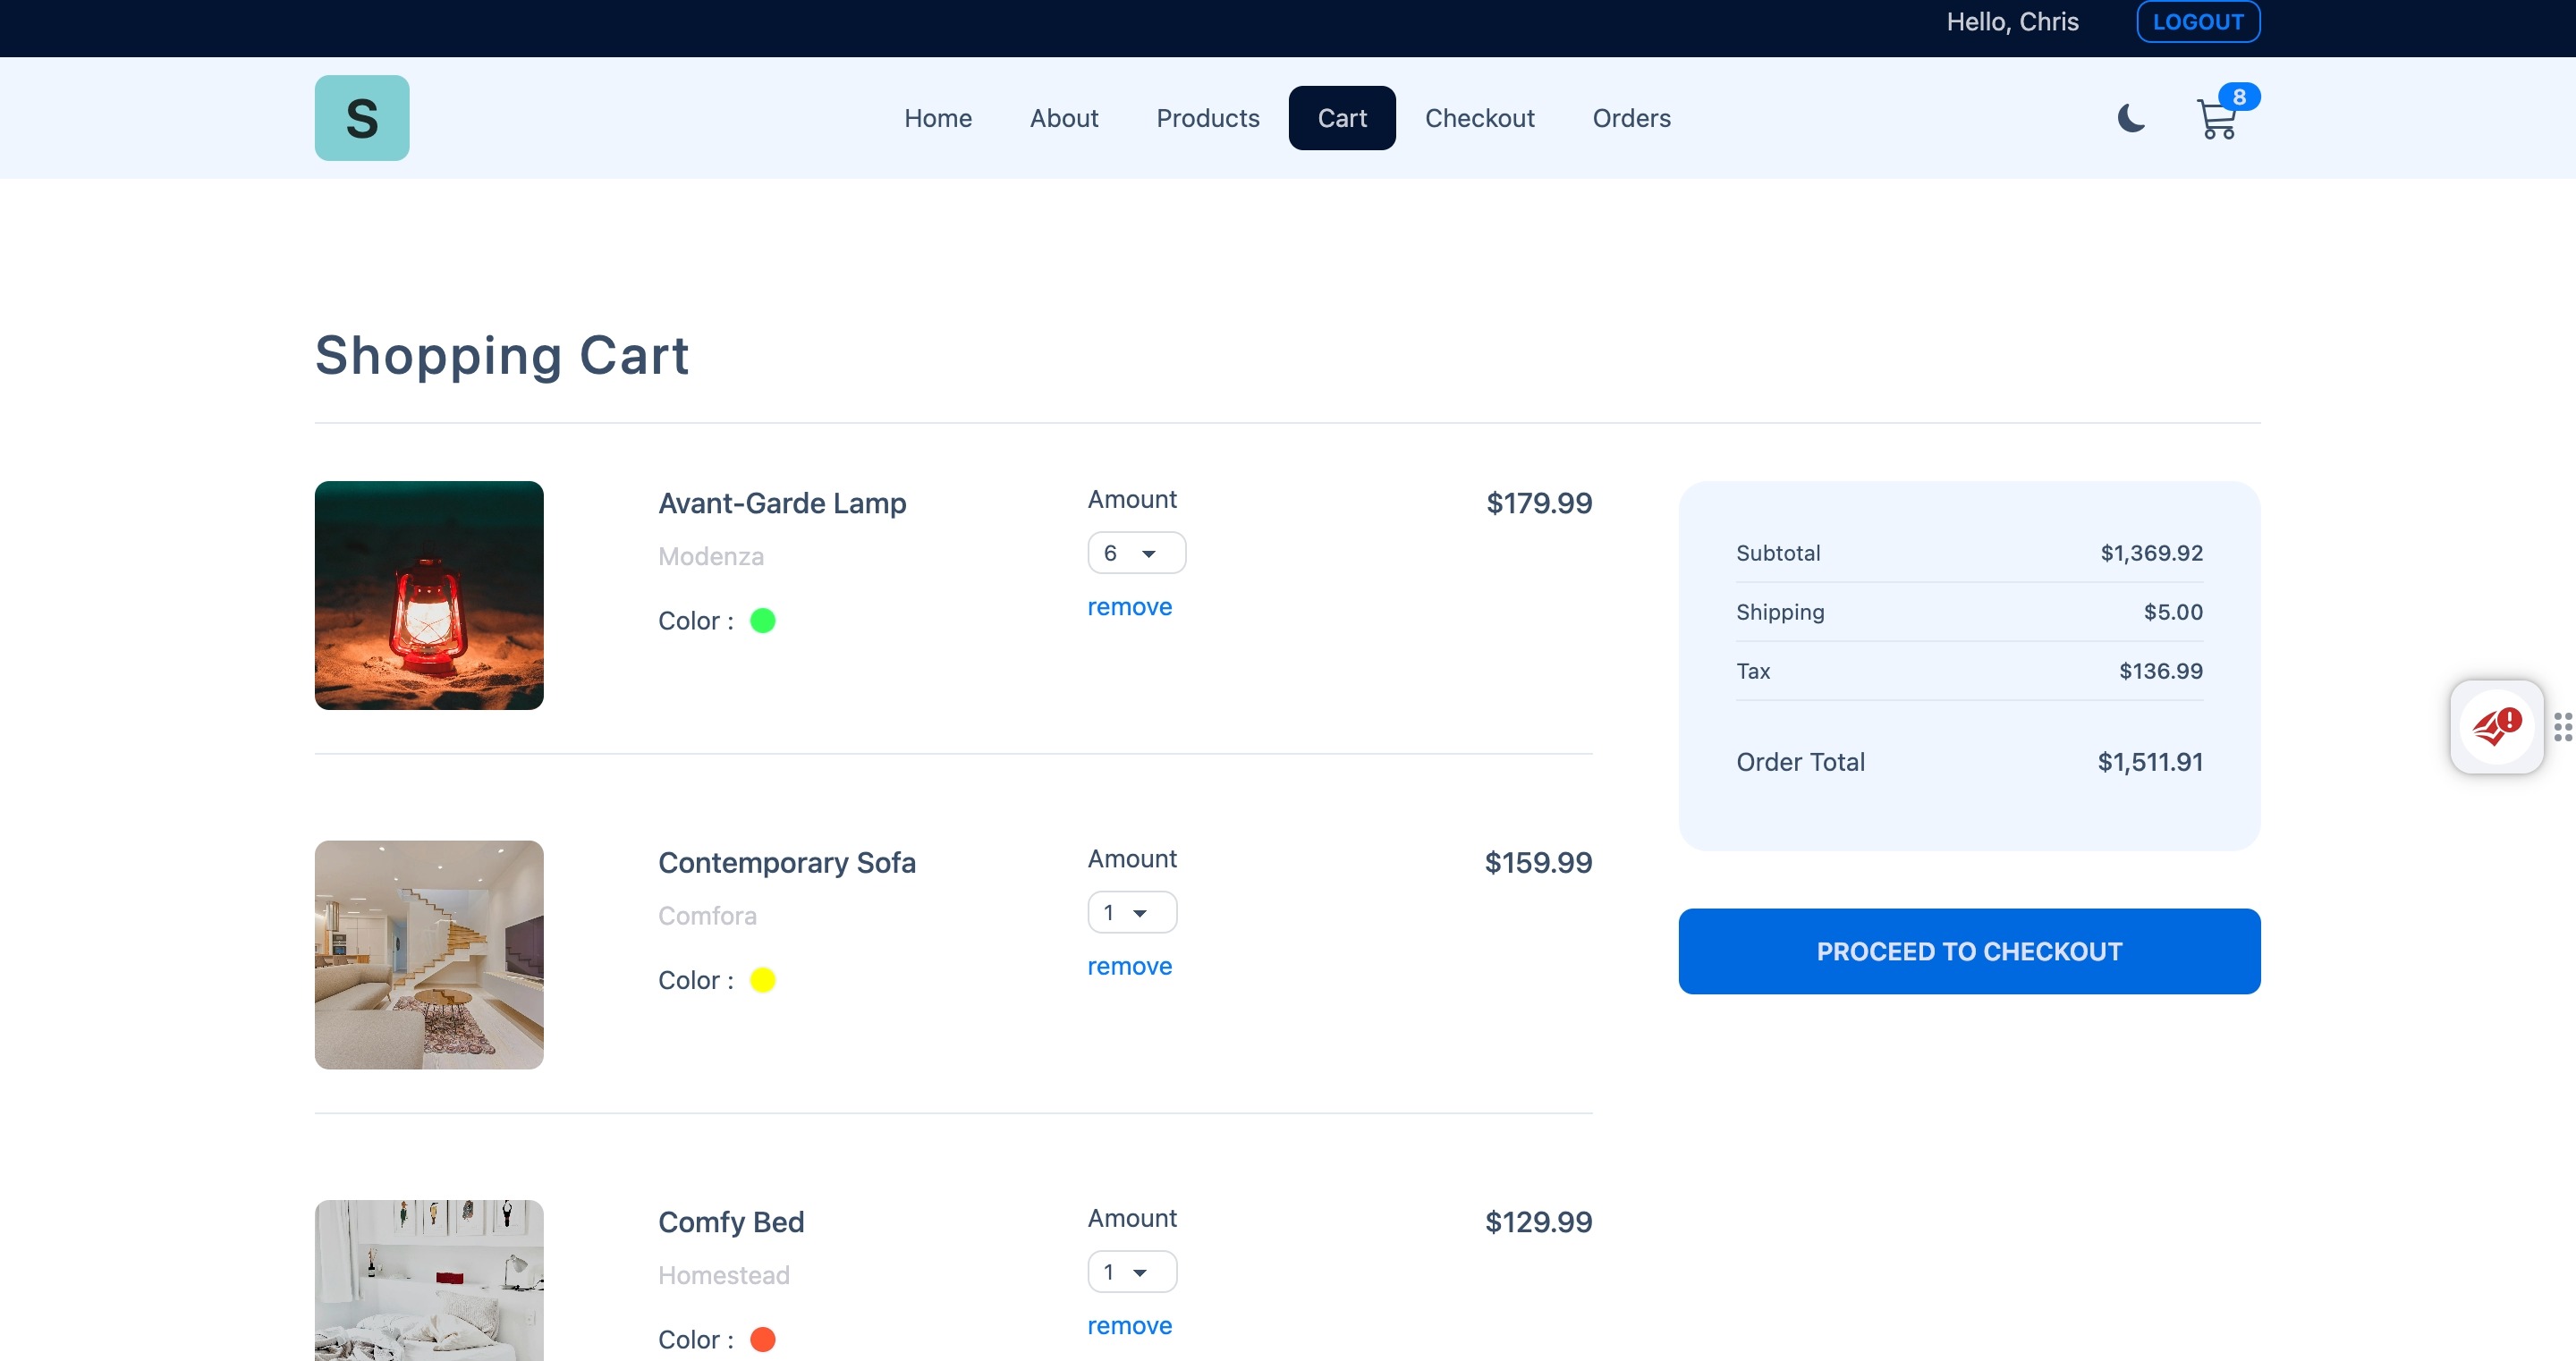 Hello, Chris
LOGOUT
S
Home
About
Products
Cart
Checkout
Orders
8
Shopping Cart
Avant-Garde Lamp
Modenza
Color :
Amount
6
remove
$179.99
Contemporary Sofa
Comfora
Color :
Amount
1
remove
$159.99
Comfy Bed
Homestead
Color :
Amount
1
remove
$129.99
Subtotal $1,369.92
Shipping $5.00
Tax $136.99
Order Total $1,511.91
PROCEED TO CHECKOUT